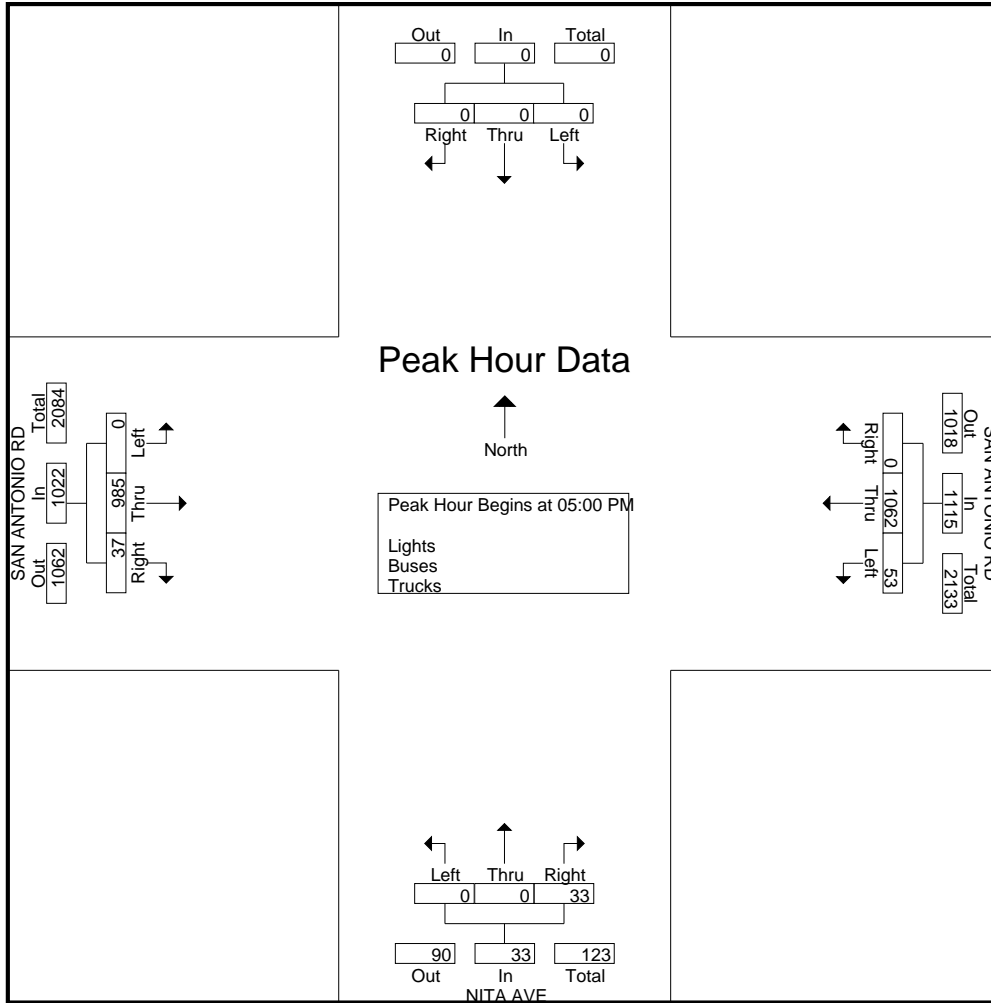 Out In Total
0 0 0
0 0 0
Right Thru Left
Peak Hour Data
North
Peak Hour Begins at 05:00 PM
Lights
Buses
Trucks
SAN ANTONIO RD
Total In Out
2084 1022 1062
0 985 37
Left Thru Right
Right Thru Left
0 1062 53
1018 1115 2133
Out In Total
SAN ANTONIO RD
Left Thru Right
0 0 33
90 33 123
Out In Total
NITA AVE